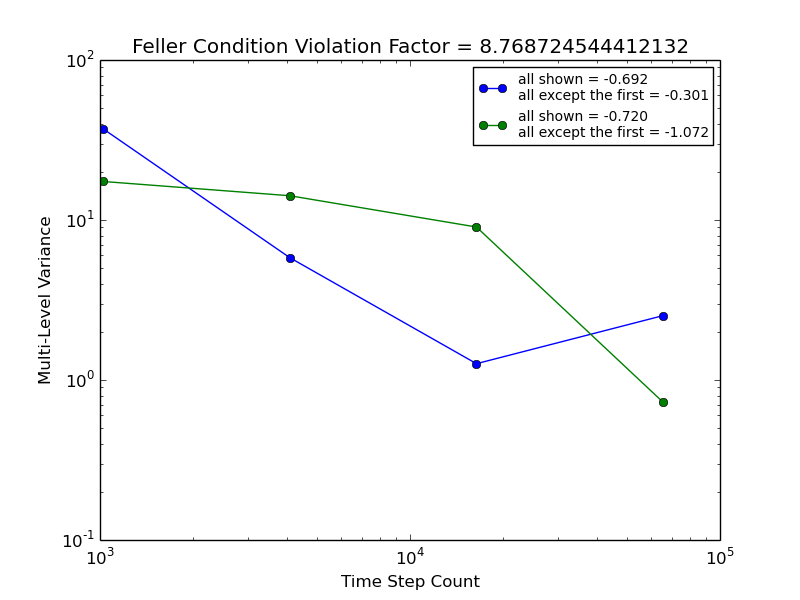 Feller Condition Violation Factor = 8.768724544412132
all shown = -0.692
all except the first = -0.301
all shown = -0.720
all except the first = -1.072
Multi-Level Variance
10^2
10^1
10^0
10^-1
10^3
10^4
10^5
Time Step Count